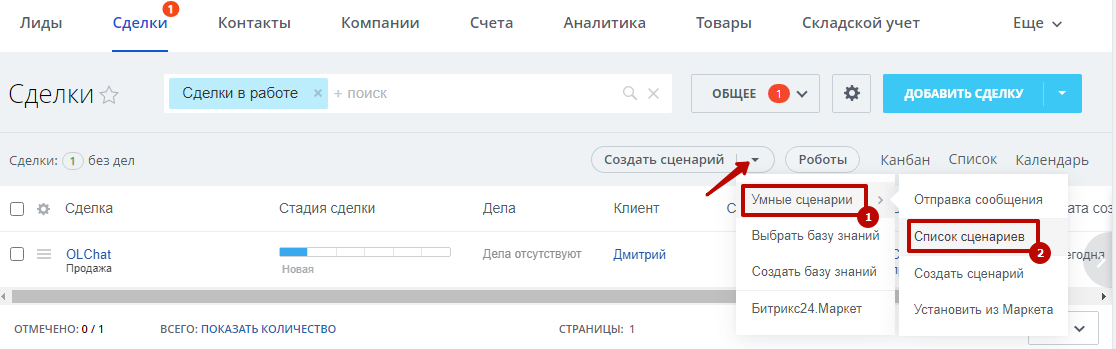 1
Лиды Сделки Контакты Компании Счета Аналитика Товары Складской учет Еще
Сделки Сделки в работе × + поиск ОБЩЕЕ 1 ДОБАВИТЬ СДЕЛКУ
Сделки: 1 без дел Создать сценарий Роботы Канбан Список Календарь
Сделка Стадия сделки Дела Клиент
Умные сценарии 1
Выбрать базу знаний
Создать базу знаний
Битрикс24.Маркет
Отправка сообщения
Список сценариев 2
Создать сценарий
Установить из Маркета
OLChat Дела отсутствуют Дмитрий
Продажа Новая
ОТМЕЧЕНО: 0 / 1 ВСЕГО: ПОКАЗАТЬ КОЛИЧЕСТВО СТРАНИЦЫ: 1